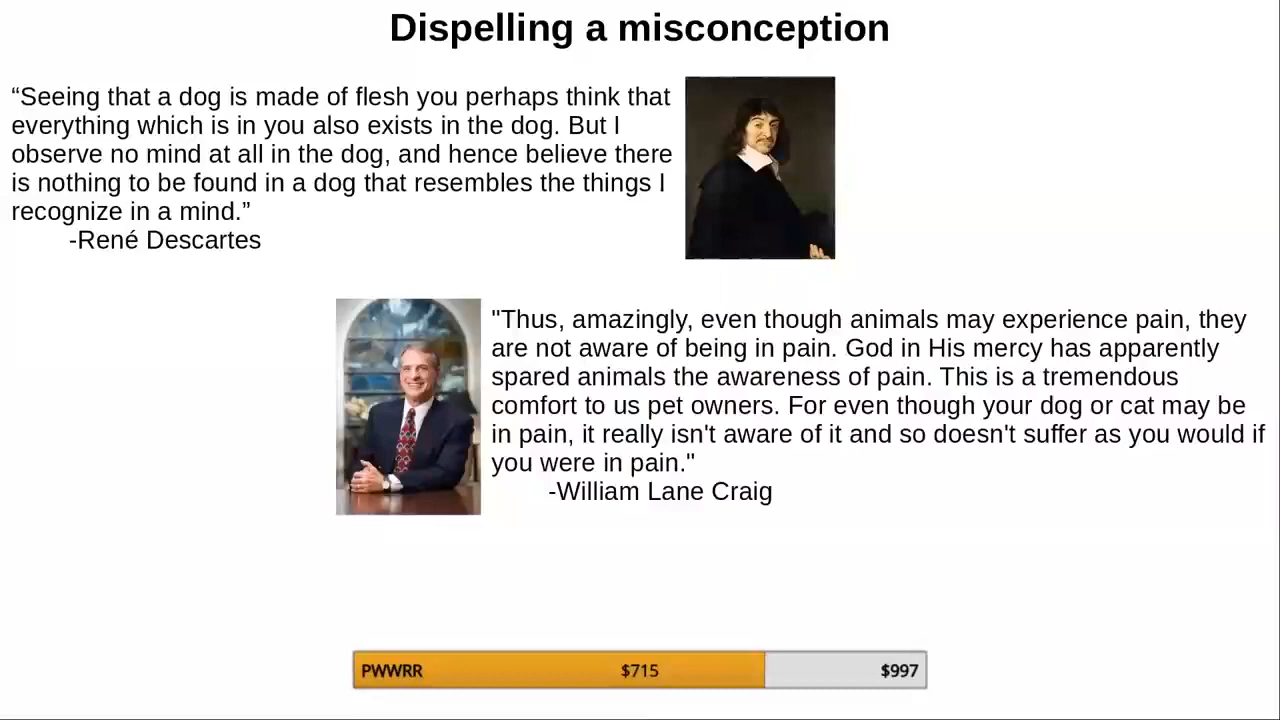 Dispelling a misconception
“Seeing that a dog is made of flesh you perhaps think that
everything which is in you also exists in the dog. But I
observe no mind at all in the dog, and hence believe there
is nothing to be found in a dog that resembles the things I
recognize in a mind.”
-René Descartes
"Thus, amazingly, even though animals may experience pain, they
are not aware of being in pain. God in His mercy has apparently
spared animals the awareness of pain. This is a tremendous
comfort to us pet owners. For even though your dog or cat may be
in pain, it really isn't aware of it and so doesn't suffer as you would if
you were in pain."
-William Lane Craig
PWWRR $715 $997